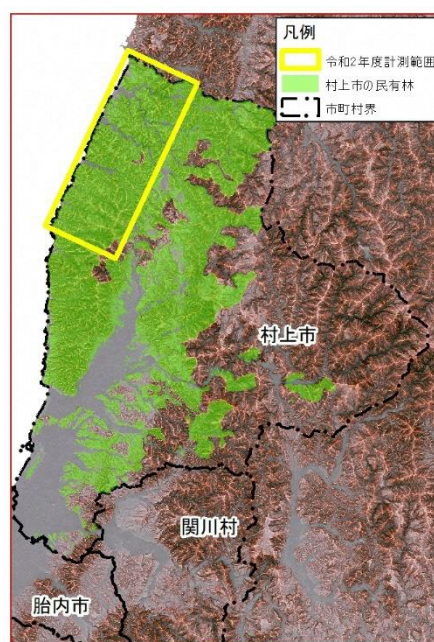 凡例
令和2年度計測範囲
村上市の民有林
市町村界
村上市
関川村
胎内市